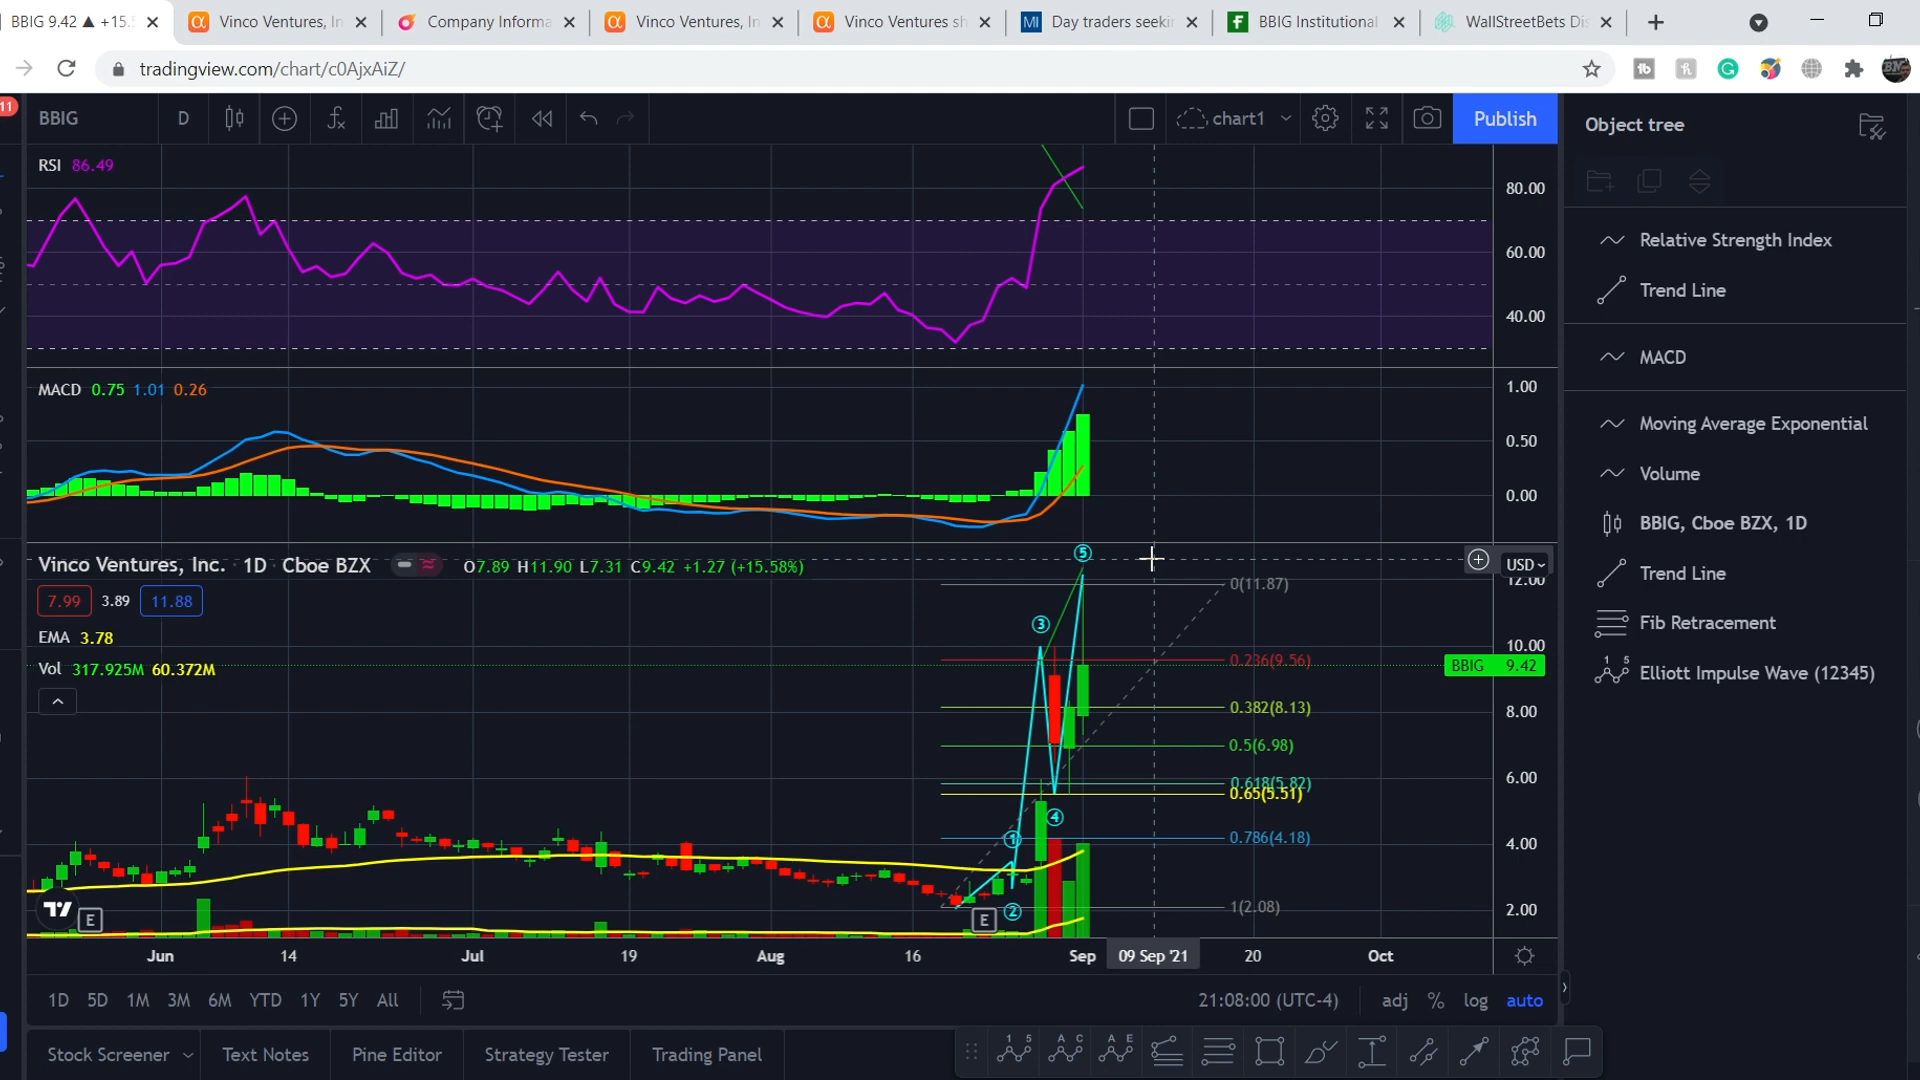 BBIG 9.42 ▲ +15.5
Vinco Ventures, In
Company Informa
Vinco Ventures, In
Vinco Ventures sh
MI Day traders seekin
BBIG Institutional
WallStreetBets Dis
tradingview.com/chart/c0AjxAiZ/
11
BBIG D
chart1
Publish
Object tree
RSI 86.49
80.00
60.00
40.00
Relative Strength Index
Trend Line
MACD
Moving Average Exponential
Volume
BBIG, Cboe BZX, 1D
Trend Line
Fib Retracement
Elliott Impulse Wave (12345)
MACD 0.75 1.01 0.26
1.00
0.50
0.00
Vinco Ventures, Inc. · 1D · Cboe BZX
O7.89 H11.90 L7.31 C9.42 +1.27 (+15.58%)
USD
7.99 3.89 11.88
EMA 3.78
Vol 317.925M 60.372M
12.00
10.00
BBIG 9.42
8.00
6.00
4.00
2.00
5
3
4
1
2
0(11.87)
0.236(9.56)
0.382(8.13)
0.5(6.98)
0.618(5.82)
0.65(5.51)
0.786(4.18)
1(2.08)
E
E
Jun 14 Jul 19 Aug 16 Sep 09 Sep '21 20 Oct
1D 5D 1M 3M 6M YTD 1Y 5Y All
21:08:00 (UTC-4)
adj % log auto
Stock Screener
Text Notes
Pine Editor
Strategy Tester
Trading Panel